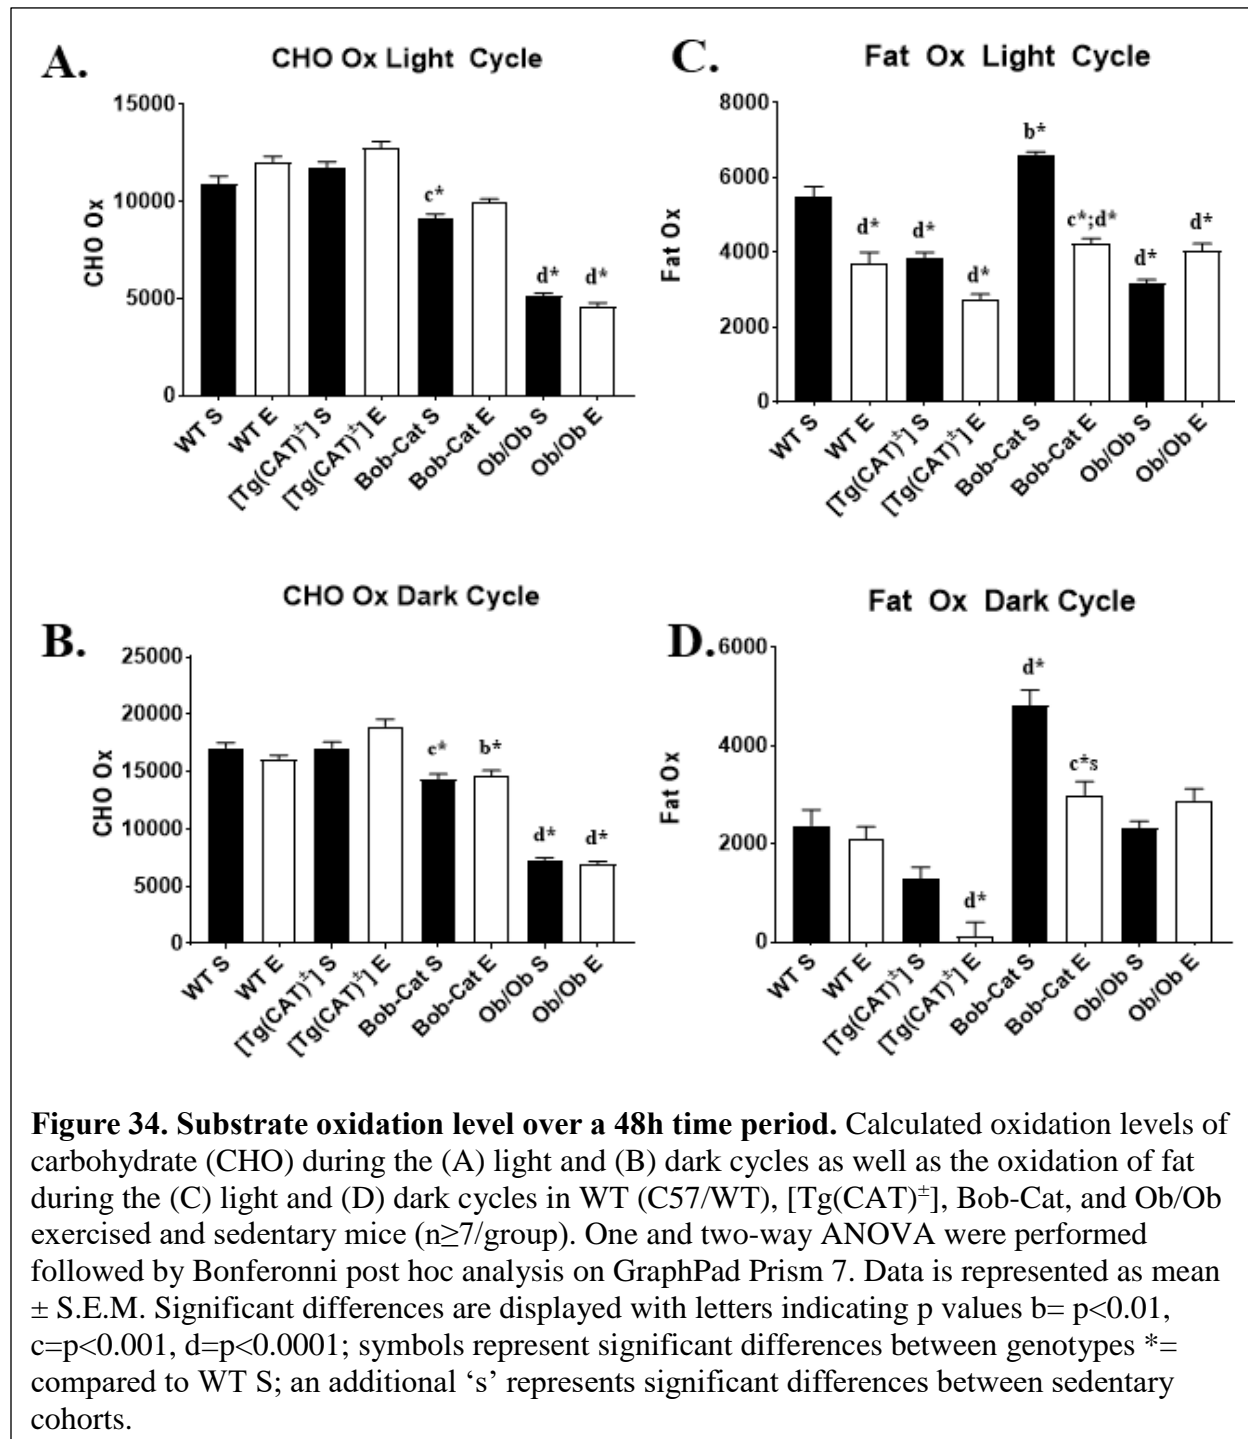 A.
CHO Ox Light Cycle
CHO Ox
15000
10000
5000
0
c*
d*
d*
WT S
WT E
[Tg(CAT)±] S
[Tg(CAT)±] E
Bob-Cat S
Bob-Cat E
Ob/Ob S
Ob/Ob E
C.
Fat Ox Light Cycle
Fat Ox
8000
6000
4000
2000
0
d*
d*
d*
b*
c*;d*
d*
d*
WT S
WT E
[Tg(CAT)±] S
[Tg(CAT)±] E
Bob-Cat S
Bob-Cat E
Ob/Ob S
Ob/Ob E
B.
CHO Ox Dark Cycle
CHO Ox
25000
20000
15000
10000
5000
0
c*
b*
d*
d*
WT S
WT E
[Tg(CAT)±] S
[Tg(CAT)±] E
Bob-Cat S
Bob-Cat E
Ob/Ob S
Ob/Ob E
D.
Fat Ox Dark Cycle
Fat Ox
6000
4000
2000
0
d*
d*
c*s
WT S
WT E
[Tg(CAT)±] S
[Tg(CAT)±] E
Bob-Cat S
Bob-Cat E
Ob/Ob S
Ob/Ob E
Figure 34. Substrate oxidation level over a 48h time period. Calculated oxidation levels of
carbohydrate (CHO) during the (A) light and (B) dark cycles as well as the oxidation of fat
during the (C) light and (D) dark cycles in WT (C57/WT), [Tg(CAT)±], Bob-Cat, and Ob/Ob
exercised and sedentary mice (n≥7/group). One and two-way ANOVA were performed
followed by Bonferonni post hoc analysis on GraphPad Prism 7. Data is represented as mean
± S.E.M. Significant differences are displayed with letters indicating p values b= p<0.01,
c=p<0.001, d=p<0.0001; symbols represent significant differences between genotypes *=
compared to WT S; an additional ‘s’ represents significant differences between sedentary
cohorts.